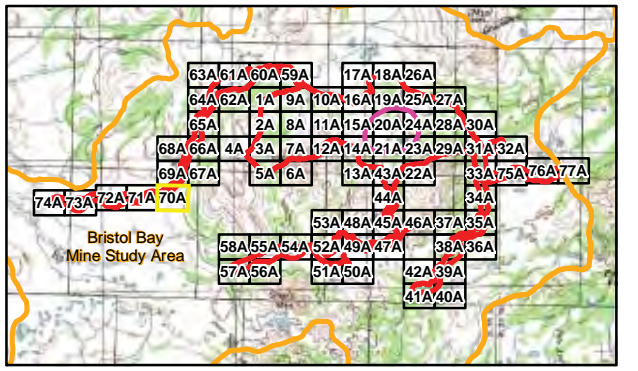 63A 61A 60A 59A 17A 18A 26A
64A 62A 1A 9A 10A 16A 19A 25A 27A
65A 2A 8A 11A 15A 20A 24A 28A 30A
68A 66A 4A 3A 7A 12A 14A 21A 23A 29A 31A 32A
69A 67A 5A 6A 13A 43A 22A 33A 75A 76A 77A
74A 73A 72A 71A 70A 44A 34A
53A 48A 45A 46A 37A 35A
Bristol Bay
Mine Study Area
58A 55A 54A 52A 49A 47A 38A 36A
57A 56A 51A 50A 42A 39A
41A 40A